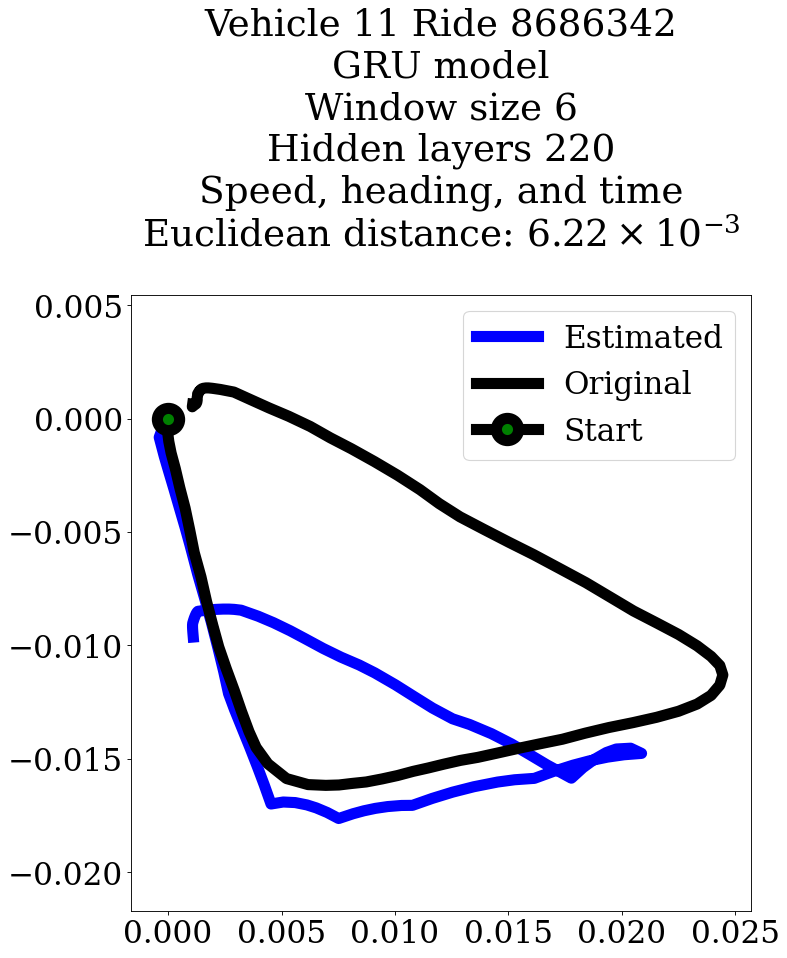 Vehicle 11 Ride 8686342
GRU model
Window size 6
Hidden layers 220
Speed, heading, and time
Euclidean distance: 6.22 × 10⁻³
Estimated
Original
Start
0.005
0.000
−0.005
−0.010
−0.015
−0.020
0.000 0.005 0.010 0.015 0.020 0.025